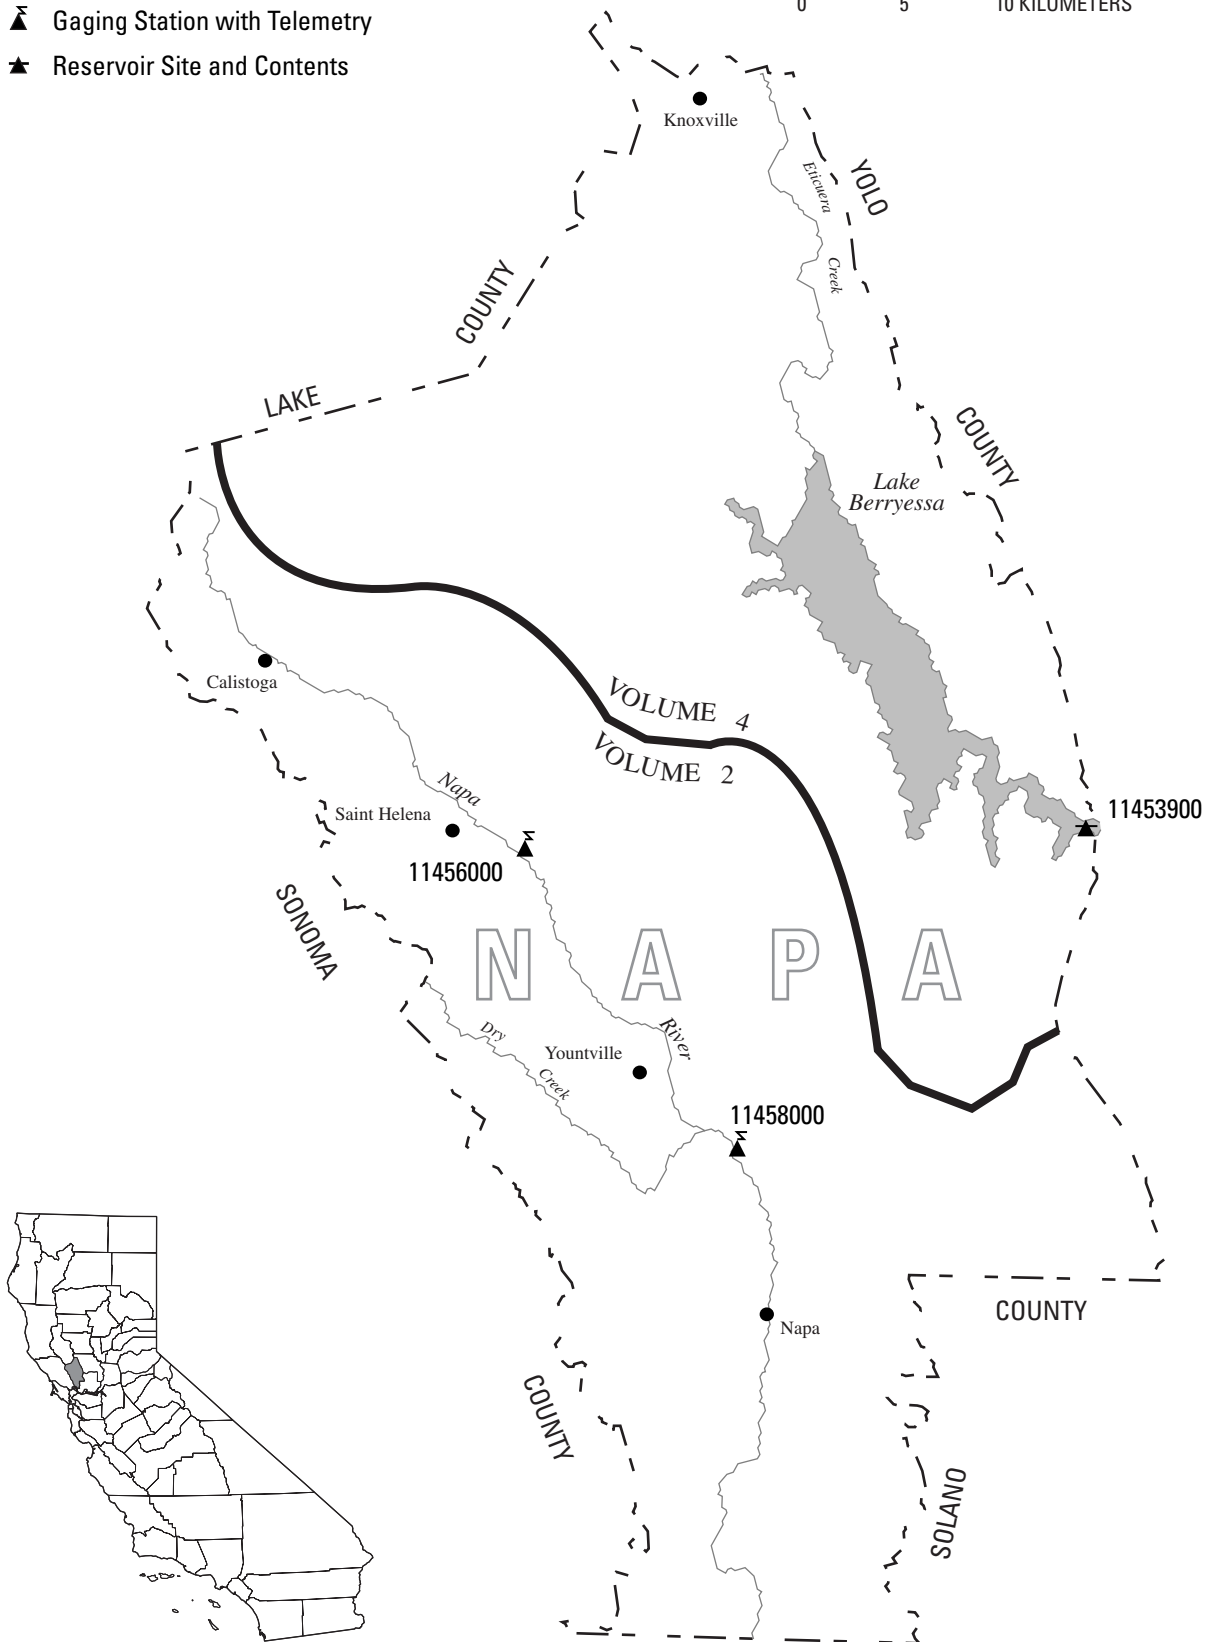 0 5 10 KILOMETERS
Gaging Station with Telemetry
Reservoir Site and Contents
Knoxville
YOLO
Eticuera
Creek
COUNTY
LAKE
COUNTY
Lake
Berryessa
Calistoga
VOLUME 4
VOLUME 2
Napa
Saint Helena
11453900
11456000
SONOMA
N A P A
River
Dry
Yountville
Creek
11458000
COUNTY
Napa
COUNTY
SOLANO